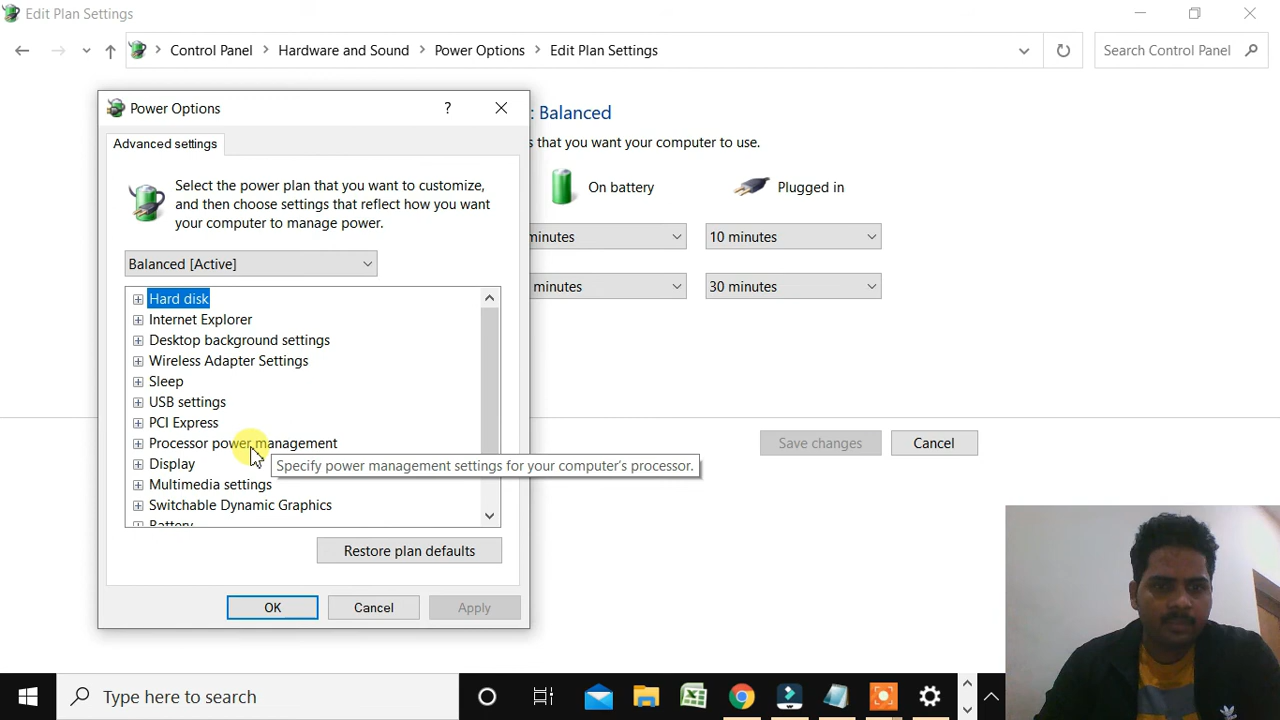 Edit Plan Settings
Control Panel > Hardware and Sound > Power Options > Edit Plan Settings
Search Control Panel
Power Options
?
Advanced settings
Select the power plan that you want to customize,
and then choose settings that reflect how you want
your computer to manage power.
Balanced [Active]
Hard disk
Internet Explorer
Desktop background settings
Wireless Adapter Settings
Sleep
USB settings
PCI Express
Processor power management
Specify power management settings for your computer's processor.
Display
Multimedia settings
Switchable Dynamic Graphics
Battery
Restore plan defaults
OK
Cancel
Apply
: Balanced
that you want your computer to use.
On battery
Plugged in
minutes
10 minutes
minutes
30 minutes
Save changes
Cancel
Type here to search